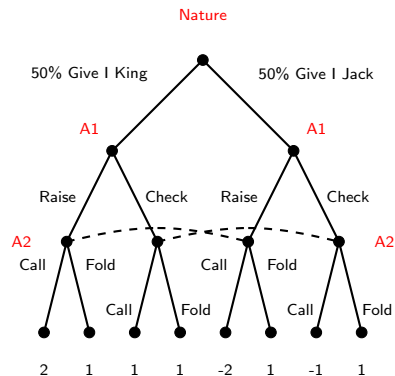 Nature
50% Give I King
50% Give I Jack
A1
A1
Raise
Check
Raise
Check
A2
A2
Call
Fold
Call
Fold
Call
Fold
Call
Fold
2
1
1
1
-2
1
-1
1